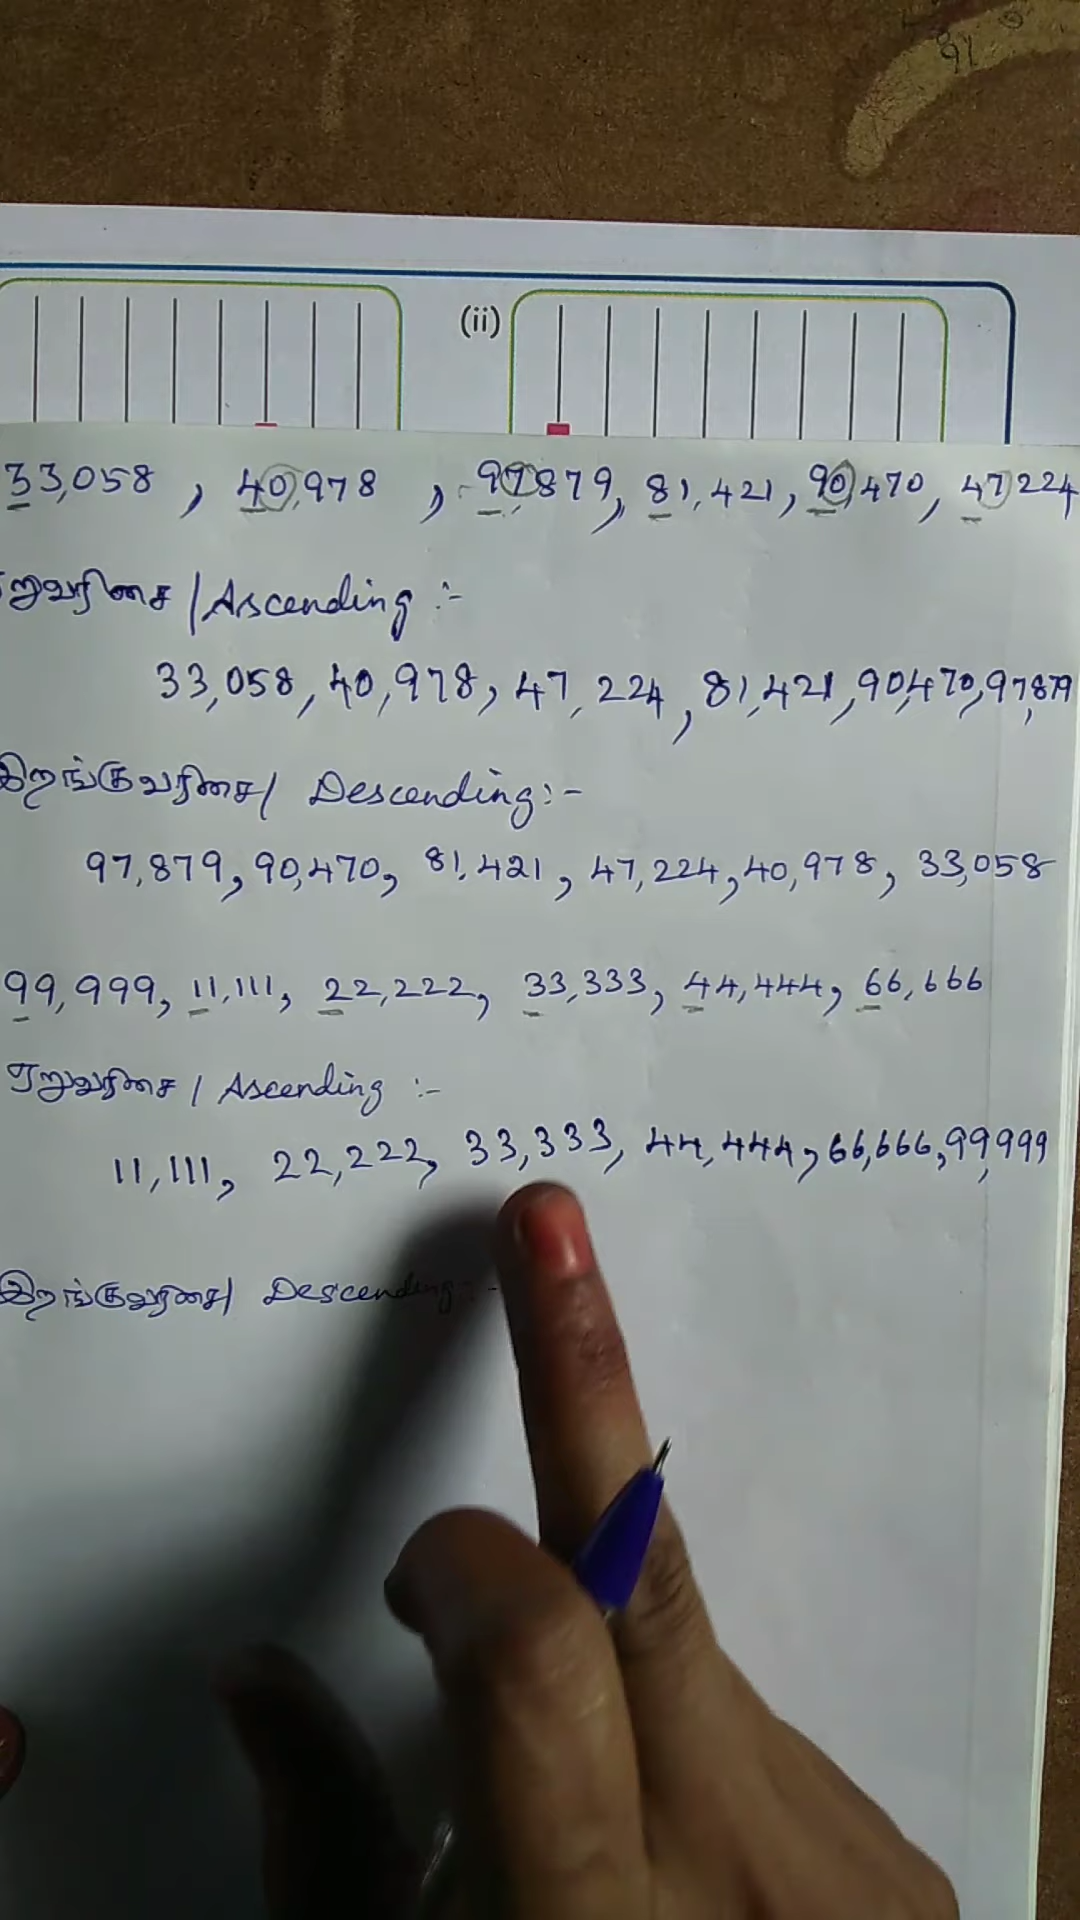 (ii)
33,058, 40,978, 97,879, 81,421, 90,470, 47,224
ஏறுவரிசை / Ascending :-
33,058, 40,978, 47,224, 81,421, 90,470, 97,879
இறங்குவரிசை / Descending :-
97,879, 90,470, 81,421, 47,224, 40,978, 33,058
99,999, 11,111, 22,222, 33,333, 44,444, 66,666
ஏறுவரிசை / Ascending :-
11,111, 22,222, 33,333, 44,444, 66,666, 99,999
இறங்குவரிசை / Descending :-